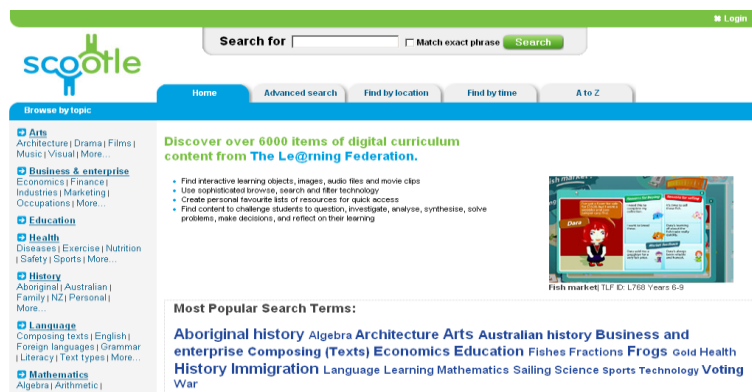 Login
Search for
Match exact phrase
Search
scootle
Home
Advanced search
Find by location
Find by time
A to Z
Browse by topic
Arts
Architecture| Drama| Films|
Music| Visual| More...
Business & enterprise
Economics| Finance|
Industries| Marketing|
Occupations| More...
Education
Health
Diseases| Exercise| Nutrition
| Safety| Sports| More...
History
Aboriginal| Australian|
Family| NZ| Personal|
More...
Language
Composing texts| English|
Foreign languages| Grammar
| Literacy| Text types| More...
Mathematics
Algebra| Arithmetic|
Discover over 6000 items of digital curriculum
content from The Le@rning Federation.
Find interactive learning objects, images, audio files and movie clips
Use sophisticated browse, search and filter technology
Create personal favourite lists of resources for quick access
Find content to challenge students to question, investigate, analyse, synthesise, solve
problems, make decisions, and reflect on their learning
Fish market
Dara
Fish market| TLF ID: L768 Years 6-9
Most Popular Search Terms:
Aboriginal history Algebra Architecture Arts Australian history Business and
enterprise Composing (Texts) Economics Education Fishes Fractions Frogs Gold Health
History Immigration Language Learning Mathematics Sailing Science Sports Technology Voting
War